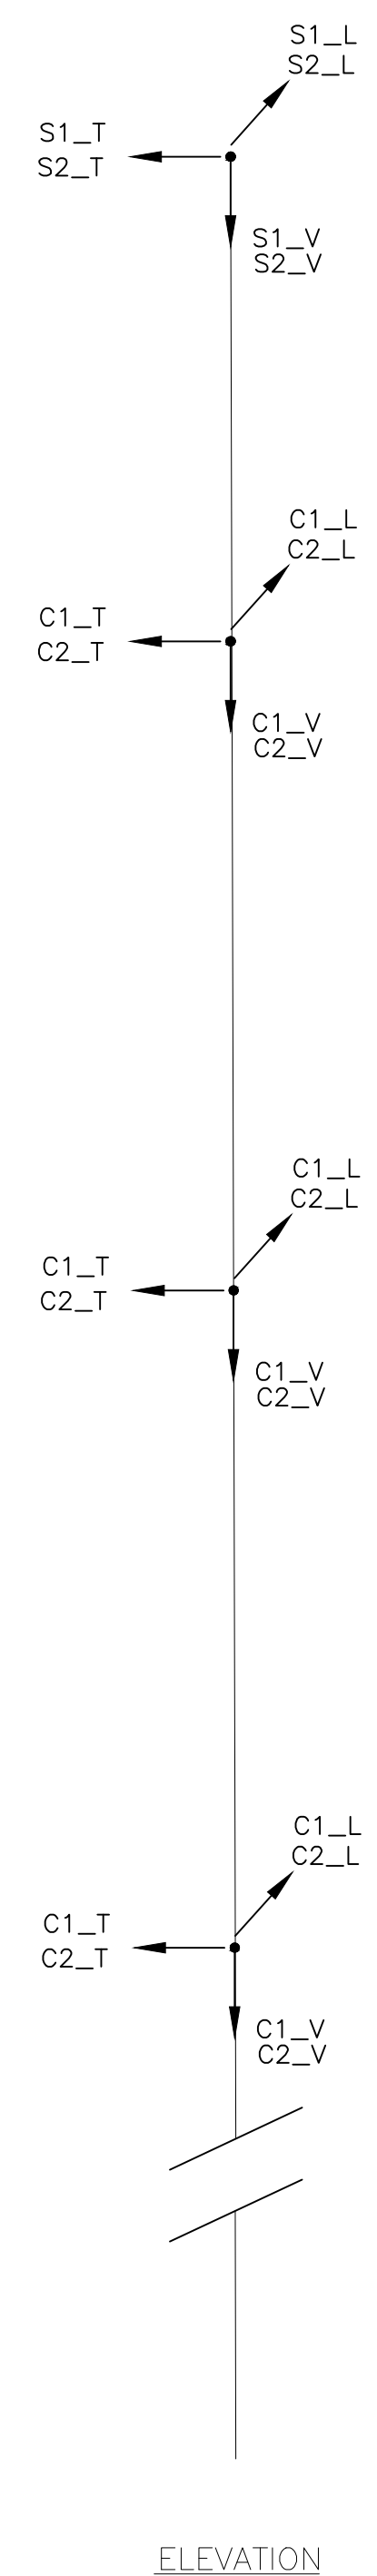 S1_L
S2_L
S1_T
S2_T
S1_V
S2_V
C1_L
C2_L
C1_T
C2_T
C1_V
C2_V
C1_L
C2_L
C1_T
C2_T
C1_V
C2_V
C1_L
C2_L
C1_T
C2_T
C1_V
C2_V
ELEVATION